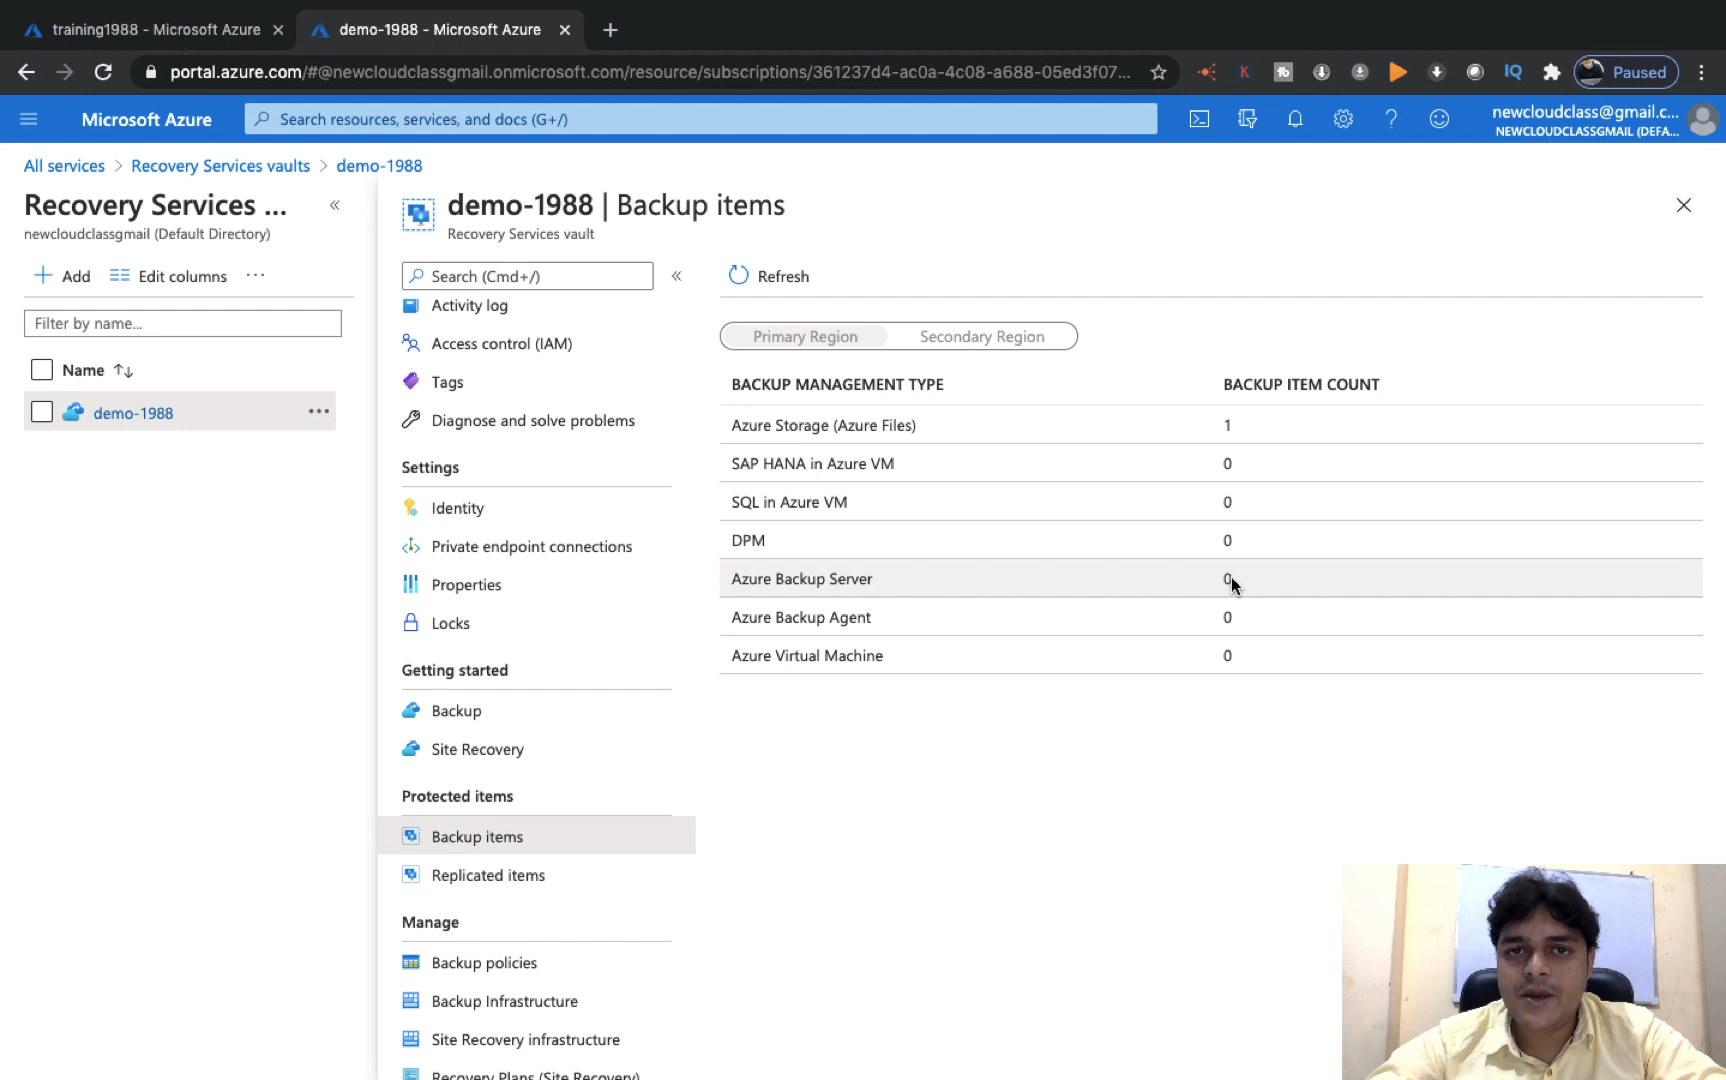 training1988 - Microsoft Azure
demo-1988 - Microsoft Azure
portal.azure.com/#@newcloudclassgmail.onmicrosoft.com/resource/subscriptions/361237d4-ac0a-4c08-a688-05ed3f07...
K
tb
IQ
Paused
Microsoft Azure
Search resources, services, and docs (G+/)
newcloudclass@gmail.c...
NEWCLOUDCLASSGMAIL (DEFA...
All services > Recovery Services vaults > demo-1988
Recovery Services ...
newcloudclassgmail (Default Directory)
Add
Edit columns
Filter by name...
Name
demo-1988
demo-1988 | Backup items
Recovery Services vault
Search (Cmd+/)
Activity log
Access control (IAM)
Tags
Diagnose and solve problems
Settings
Identity
Private endpoint connections
Properties
Locks
Getting started
Backup
Site Recovery
Protected items
Backup items
Replicated items
Manage
Backup policies
Backup Infrastructure
Site Recovery infrastructure
Recovery Plans (Site Recovery)
Refresh
Primary Region
Secondary Region
BACKUP MANAGEMENT TYPE BACKUP ITEM COUNT
Azure Storage (Azure Files) 1
SAP HANA in Azure VM 0
SQL in Azure VM 0
DPM 0
Azure Backup Server 0
Azure Backup Agent 0
Azure Virtual Machine 0